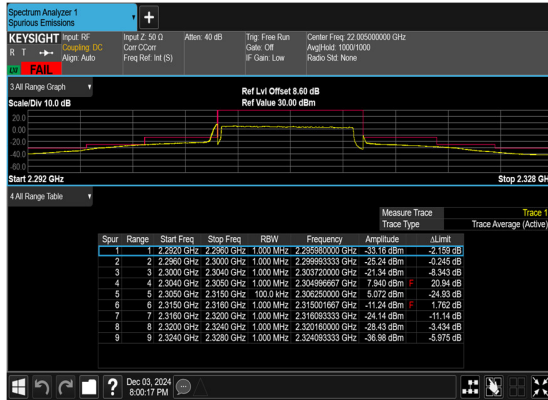 Spectrum Analyzer 1
Spurious Emissions
KEYSIGHT
Input: RF
Coupling: DC
Align: Auto
Input Z: 50 Ω
Corr CCorr
Freq Ref: Int (S)
Atten: 40 dB
Trig: Free Run
Gate: Off
IF Gain: Low
Center Freq: 22.005000000 GHz
Avg|Hold: 1000/1000
Radio Std: None
R T
LXI FAIL
3 All Range Graph
Scale/Div 10.0 dB
Ref Lvl Offset 8.60 dB
Ref Value 30.00 dBm
20.0
0.00
-20.0
-40.0
-60.0
Start 2.292 GHz
Stop 2.328 GH
4 All Range Table
Measure Trace Trace 1
Trace Type Trace Average (Active)
Spur Range Start Freq Stop Freq RBW Frequency Amplitude ΔLimit
1 1 2.2920 GHz 2.2960 GHz 1.000 MHz 2.295980000 GHz -33.16 dBm -2.159 dB
2 2 2.2960 GHz 2.3000 GHz 1.000 MHz 2.299993333 GHz -25.24 dBm -0.245 dB
3 3 2.3000 GHz 2.3040 GHz 1.000 MHz 2.303720000 GHz -21.34 dBm -8.343 dB
4 4 2.3040 GHz 2.3050 GHz 1.000 MHz 2.304996667 GHz 7.940 dBm F 20.94 dB
5 5 2.3050 GHz 2.3150 GHz 100.0 kHz 2.306250000 GHz 5.072 dBm -24.93 dB
6 6 2.3150 GHz 2.3160 GHz 1.000 MHz 2.315001667 GHz -11.24 dBm F 1.762 dB
7 7 2.3160 GHz 2.3200 GHz 1.000 MHz 2.316093333 GHz -24.14 dBm -11.14 dB
8 8 2.3200 GHz 2.3240 GHz 1.000 MHz 2.320160000 GHz -28.43 dBm -3.434 dB
9 9 2.3240 GHz 2.3280 GHz 1.000 MHz 2.324093333 GHz -36.98 dBm -5.975 dB
Dec 03, 2024
8:00:17 PM